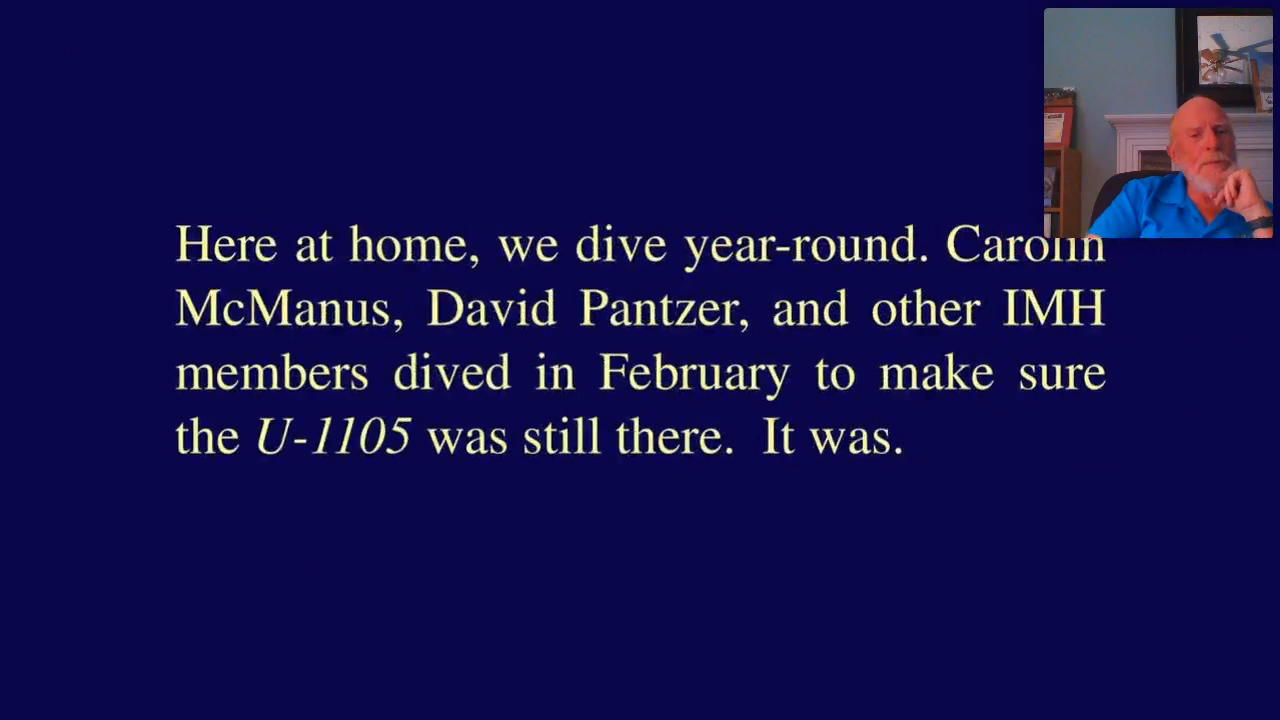 Here at home, we dive year-round. Carolin
McManus, David Pantzer, and other IMH
members dived in February to make sure
the U-1105 was still there. It was.